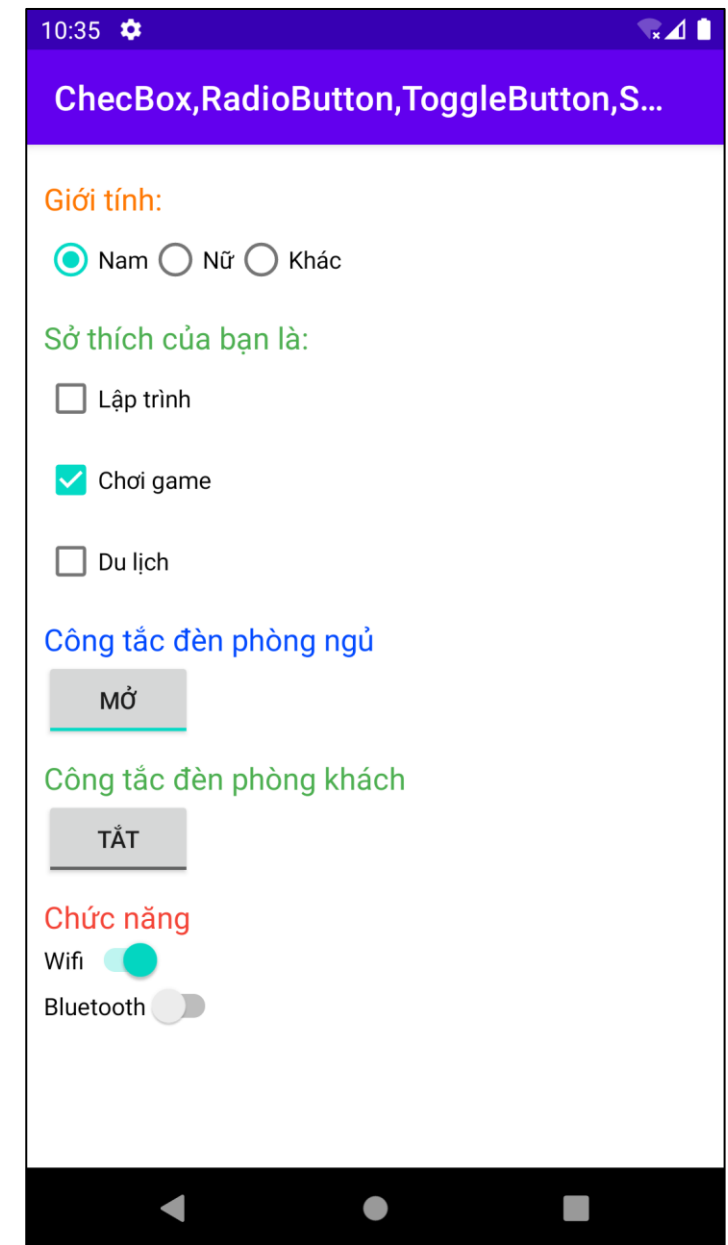 10:35
ChecBox,RadioButton,ToggleButton,S...
Giới tính:
Nam Nữ Khác
Sở thích của bạn là:
Lập trình
Chơi game
Du lịch
Công tắc đèn phòng ngủ
MỞ
Công tắc đèn phòng khách
TẮT
Chức năng
Wifi
Bluetooth